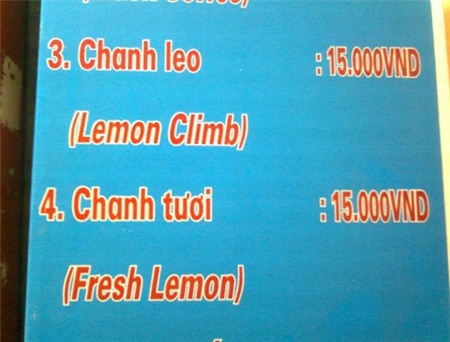 3. Chanh leo : 15.000VND
(Lemon Climb)
4. Chanh tươi : 15.000VND
(Fresh Lemon)